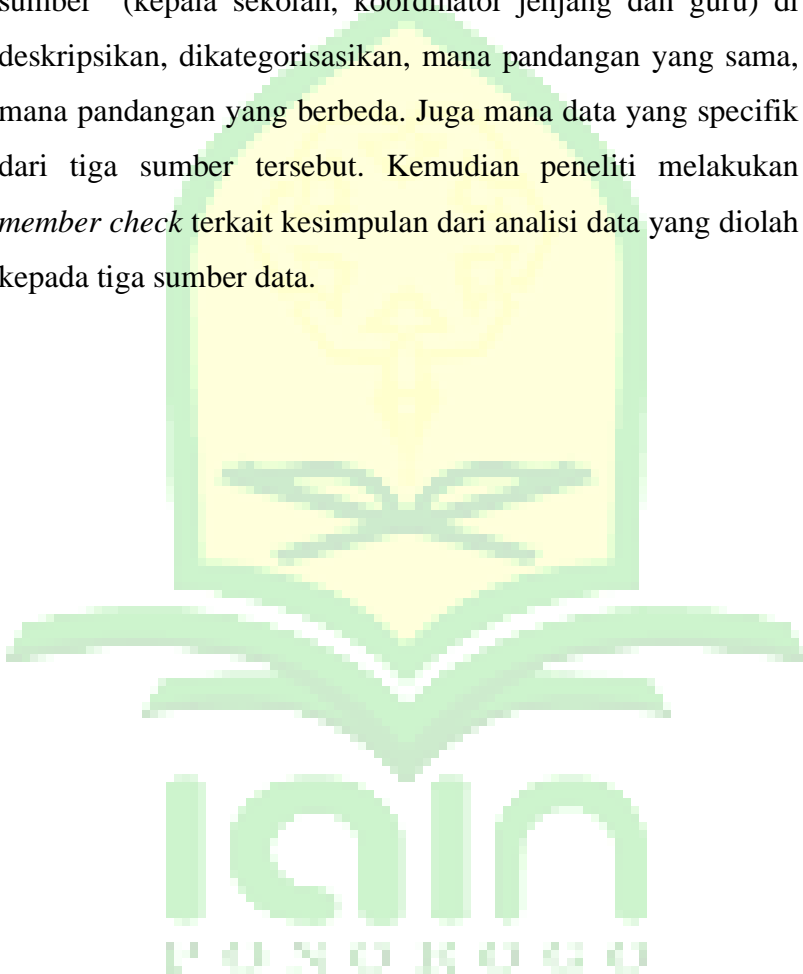 sumber (kepala sekolah, koordinator jenjang dan guru) di
deskripsikan, dikategorisasikan, mana pandangan yang sama,
mana pandangan yang berbeda. Juga mana data yang specifik
dari tiga sumber tersebut. Kemudian peneliti melakukan
member check terkait kesimpulan dari analisi data yang diolah
kepada tiga sumber data.
iain
PONOROGO